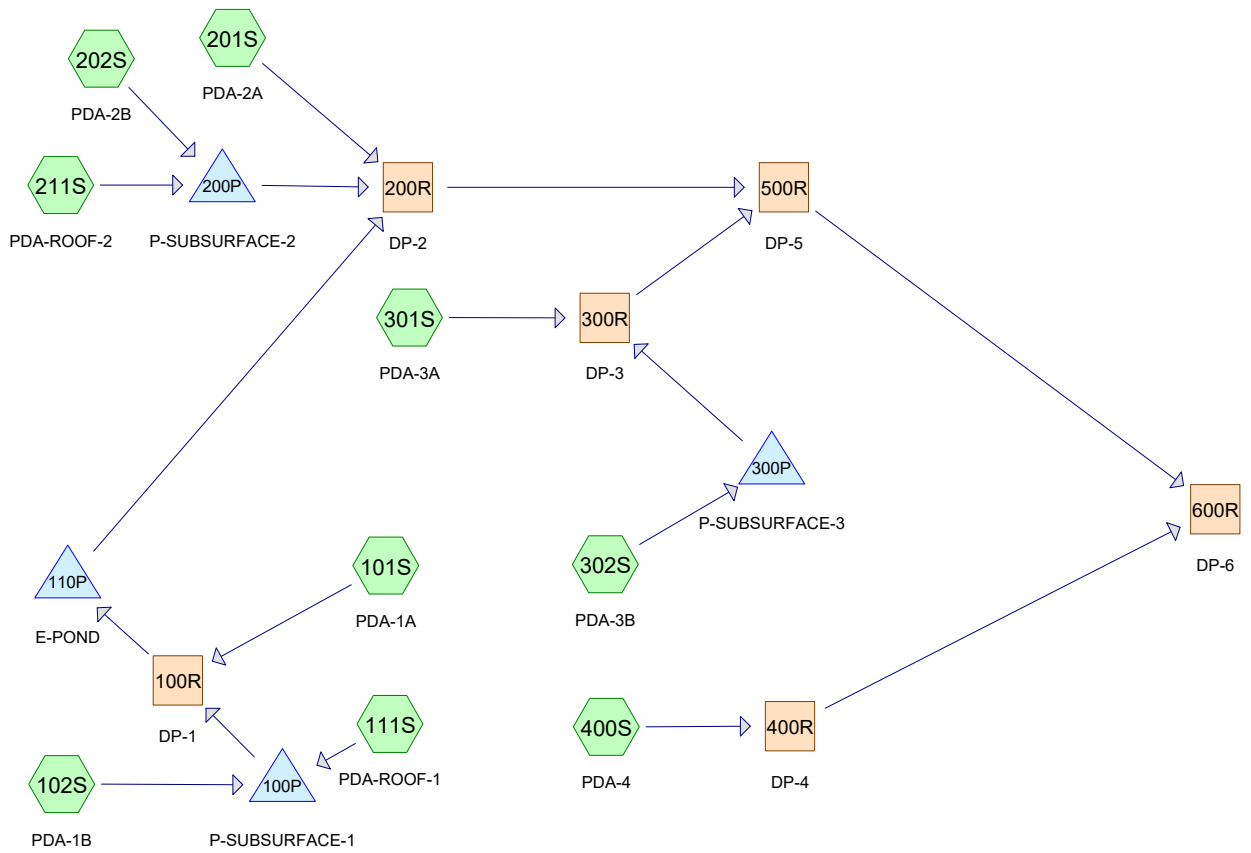 201S
PDA-2A
202S
PDA-2B
211S
PDA-ROOF-2
200P
P-SUBSURFACE-2
200R
DP-2
500R
DP-5
301S
PDA-3A
300R
DP-3
300P
P-SUBSURFACE-3
600R
DP-6
110P
E-POND
101S
PDA-1A
302S
PDA-3B
100R
DP-1
111S
PDA-ROOF-1
400S
PDA-4
400R
DP-4
102S
PDA-1B
100P
P-SUBSURFACE-1